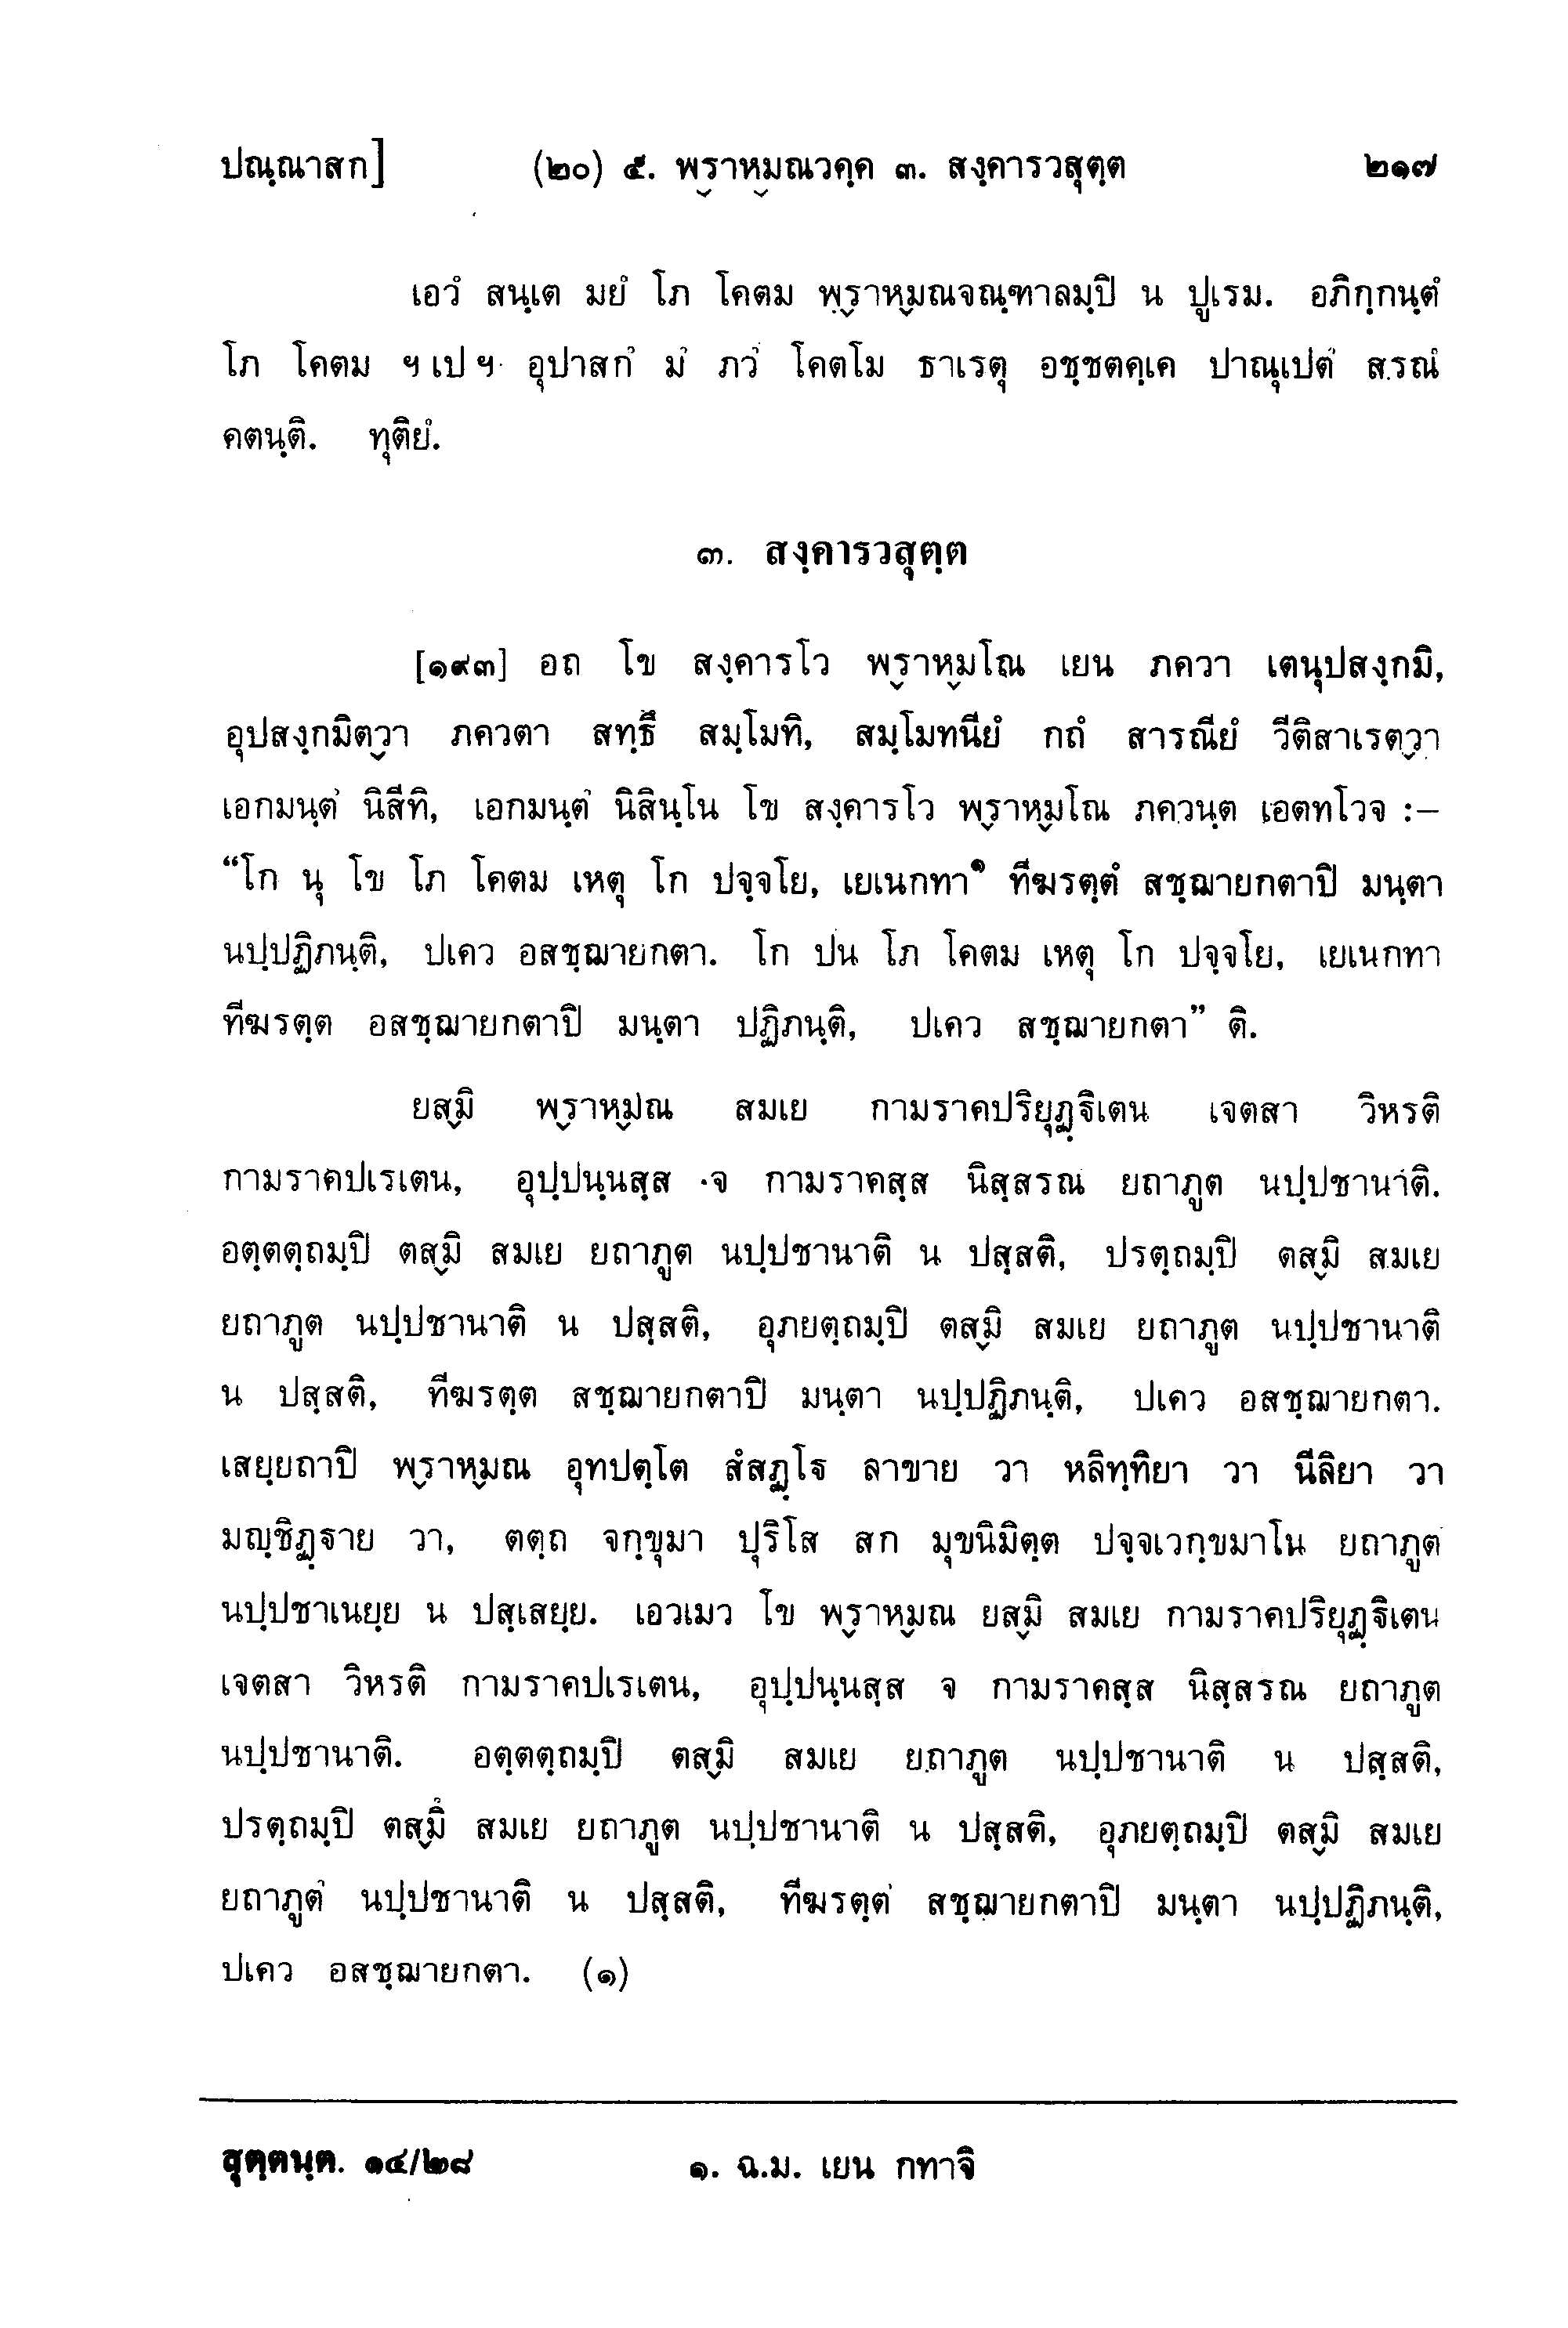 ปณฺณาสก] (๒๐) ๕. พฺราหฺมณวคฺค ๓. สงฺคารวสุตฺต ๒๑๗
เอวํ สนฺเต มยํ โภ โคตม พฺราหฺมณจณฺฑาลมฺปิ น ปูเรม. อภิกฺกนฺตํ
โภ โคตม ฯ เป ฯ อุปาสกํ มํ ภวํ โคตโม ธาเรตุ อชฺชตคฺเค ปาณุเปตํ สรณํ
คตนฺติ. ทุติยํ.
๓. สงฺคารวสุตฺต
[๑๙๓] อถ โข สงฺคารโว พฺราหฺมโณ เยน ภควา เตนุปสงฺกมิ,
อุปสงฺกมิตฺวา ภควตา สทฺธึ สมฺโมทิ, สมฺโมทนียํ กถํ สารณียํ วีติสาเรตฺวา
เอกมนฺตํ นิสีทิ, เอกมนฺตํ นิสินฺโน โข สงฺคารโว พฺราหฺมโณ ภควนฺต เอตทโวจ :–
“โก นุ โข โภ โคตม เหตุ โก ปจฺจโย, เยเนกทา๑ ทีฆรตฺตํ สชฺฌายกตาปิ มนฺตา
นปฺปฏิภนฺติ, ปเคว อสชฺฌายกตา. โก ปน โภ โคตม เหตุ โก ปจฺจโย, เยเนกทา
ทีฆรตฺต อสชฺฌายกตาปิ มนฺตา ปฏิภนฺติ, ปเคว สชฺฌายกตา” ติ.
ยสฺมิ พฺราหฺมณ สมเย กามราคปริยุฏฺฐิเตน เจตสา วิหรติ
กามราคปเรเตน, อุปฺปนฺนสฺส จ กามราคสฺส นิสฺสรณ ยถาภูต นปฺปชานาติ.
อตฺตตฺถมฺปิ ตสฺมิ สมเย ยถาภูต นปฺปชานาติ น ปสฺสติ, ปรตฺถมฺปิ ตสฺมิ สมเย
ยถาภูต นปฺปชานาติ น ปสฺสติ, อุภยตฺถมฺปิ ตสฺมิ สมเย ยถาภูต นปฺปชานาติ
น ปสฺสติ, ทีฆรตฺต สชฺฌายกตาปิ มนฺตา นปฺปฏิภนฺติ, ปเคว อสชฺฌายกตา.
เสยฺยถาปิ พฺราหฺมณ อุทปตฺโต สํสฏฺโฐ ลาขาย วา หลิทฺทิยา วา นีลิยา วา
มญฺชิฏฺฐาย วา, ตตฺถ จกฺขุมา ปุริโส สก มุขนิมิตฺต ปจฺจเวกฺขมาโน ยถาภูตํ
นปฺปชาเนยฺย น ปสฺเสยฺย. เอวเมว โข พฺราหฺมณ ยสฺมิ สมเย กามราคปริยุฏฺฐิเตน
เจตสา วิหรติ กามราคปเรเตน, อุปฺปนฺนสฺส จ กามราคสฺส นิสฺสรณ ยถาภูต
นปฺปชานาติ. อตฺตตฺถมฺปิ ตสฺมิ สมเย ยถาภูต นปฺปชานาติ น ปสฺสติ,
ปรตฺถมฺปิ ตสฺมึ สมเย ยถาภูต นปฺปชานาติ น ปสฺสติ, อุภยตฺถมฺปิ ตสฺมิ สมเย
ยถาภูตํ นปฺปชานาติ น ปสฺสติ, ทีฆรตฺตํ สชฺฌายกตาปิ มนฺตา นปฺปฏิภนฺติ,
ปเคว อสชฺฌายกตา. (๑)
สุตฺตนฺต. ๑๔/๒๘ ๑. ฉ.ม. เยน กทาจิ